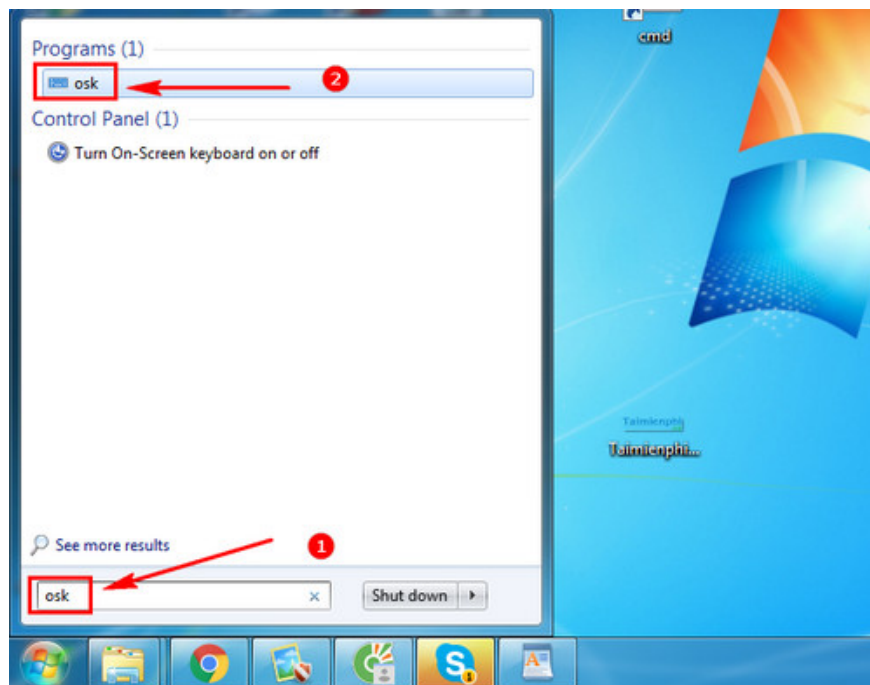 Programs (1)
osk
2
Control Panel (1)
Turn On-Screen keyboard on or off
See more results
1
osk
Shut down
cmd
Taimienphi
Taimienphi...
S
1
A